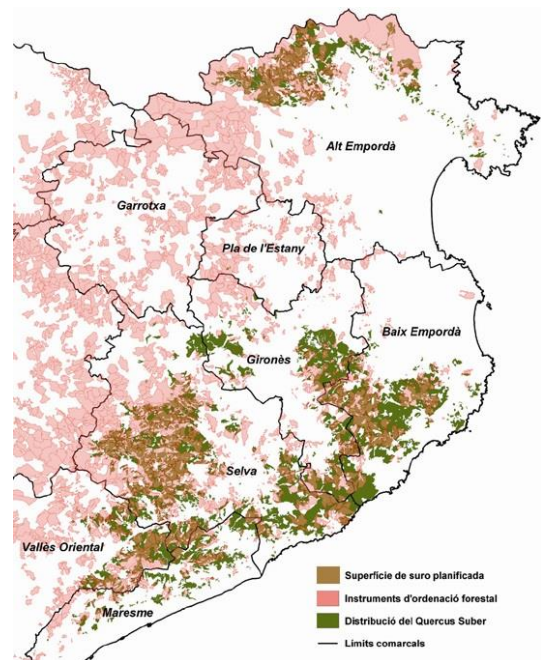 Alt Empordà
Garrotxa
Pla de l'Estany
Baix Empordà
Gironès
Selva
Vallès Oriental
Maresme
Superfície de suro planificada
Instruments d'ordenació forestal
Distribució del Quercus Suber
Límits comarcals